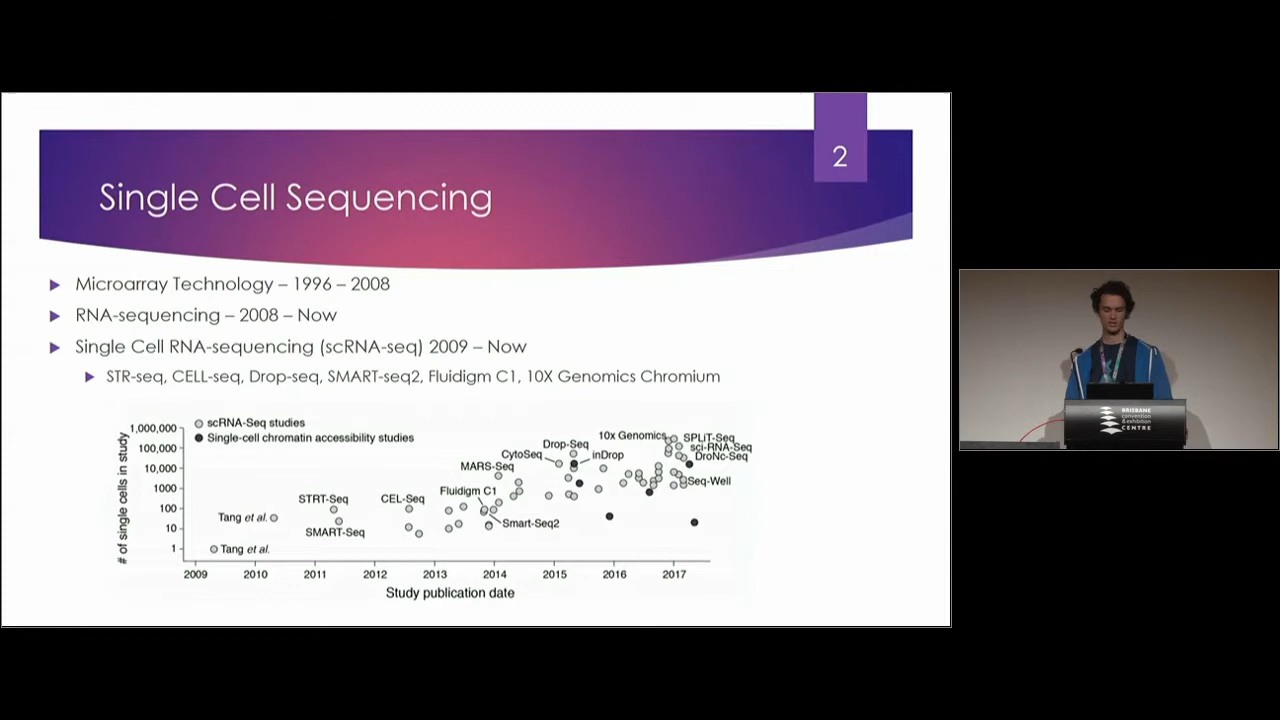 2
Single Cell Sequencing
Microarray Technology – 1996 – 2008
RNA-sequencing – 2008 – Now
Single Cell RNA-sequencing (scRNA-seq) 2009 – Now
STR-seq, CELL-seq, Drop-seq, SMART-seq2, Fluidigm C1, 10X Genomics Chromium
scRNA-Seq studies
Single-cell chromatin accessibility studies
# of single cells in study
1,000,000
100,000
10,000
1000
100
10
1
10x Genomics
SPLiT-Seq
sci-RNA-Seq
DroNc-Seq
Drop-Seq
CytoSeq
inDrop
MARS-Seq
Seq-Well
Fluidigm C1
STRT-Seq
CEL-Seq
Tang et al.
SMART-Seq
Smart-Seq2
Tang et al.
2009 2010 2011 2012 2013 2014 2015 2016 2017
Study publication date
BRISBANE
convention
& exhibition
CENTRE